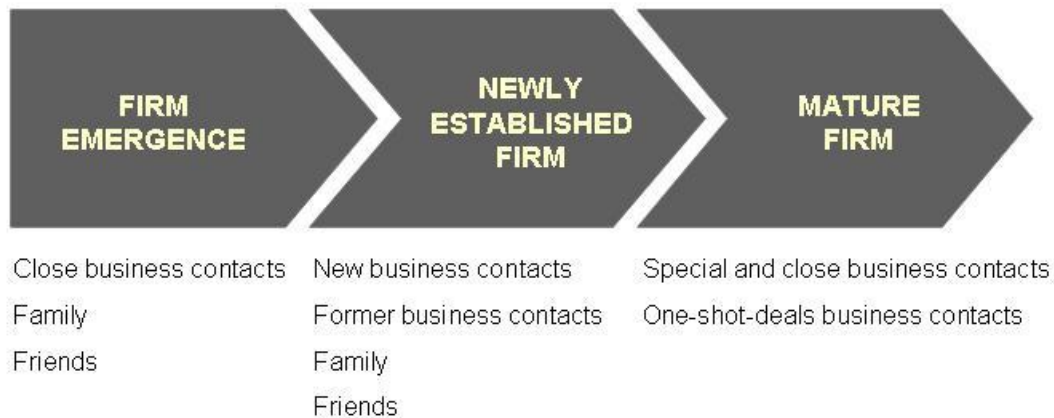 FIRM
EMERGENCE
NEWLY
ESTABLISHED
FIRM
MATURE
FIRM
Close business contacts
Family
Friends
New business contacts
Former business contacts
Family
Friends
Special and close business contacts
One-shot-deals business contacts